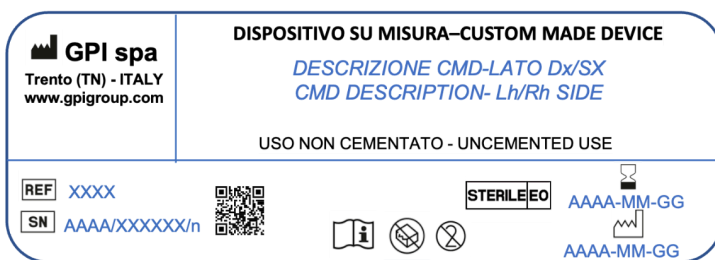 GPI spa
Trento (TN) - ITALY
www.gpigroup.com
DISPOSITIVO SU MISURA–CUSTOM MADE DEVICE
DESCRIZIONE CMD-LATO Dx/SX
CMD DESCRIPTION- Lh/Rh SIDE
USO NON CEMENTATO - UNCEMENTED USE
REF XXXX
SN AAAA/XXXXXX/n
i
2
STERILE EO
AAAA-MM-GG
AAAA-MM-GG